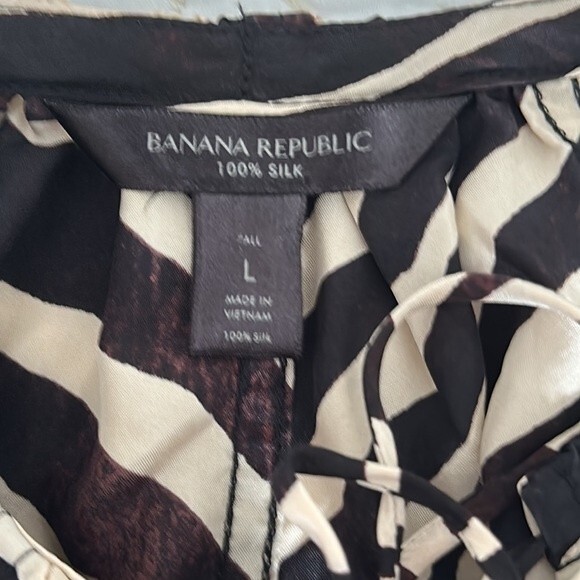 BANANA REPUBLIC
100% SILK
TALL
L
MADE IN
VIETNAM
100% SILK